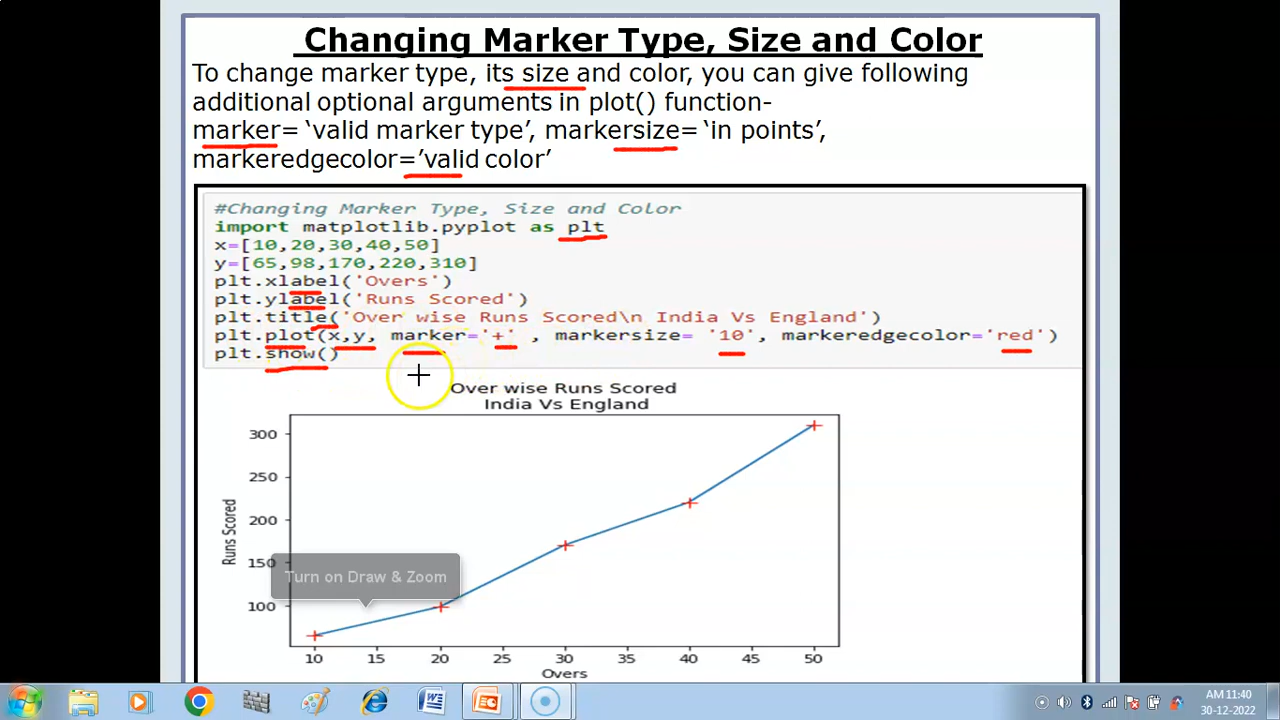 Changing Marker Type, Size and Color
To change marker type, its size and color, you can give following
additional optional arguments in plot() function-
marker= ‘valid marker type’, markersize= ‘in points’,
markeredgecolor=’valid color’
#Changing Marker Type, Size and Color
import matplotlib.pyplot as plt
x=[10,20,30,40,50]
y=[65,98,170,220,310]
plt.xlabel('Overs')
plt.ylabel('Runs Scored')
plt.title('Over wise Runs Scored\n India Vs England')
plt.plot(x,y, marker='+' , markersize= '10', markeredgecolor='red')
plt.show()
Over wise Runs Scored
India Vs England
300
250
200
150
100
Runs Scored
Turn on Draw & Zoom
10 15 20 25 30 35 40 45 50
Overs
AM 11:40
30-12-2022